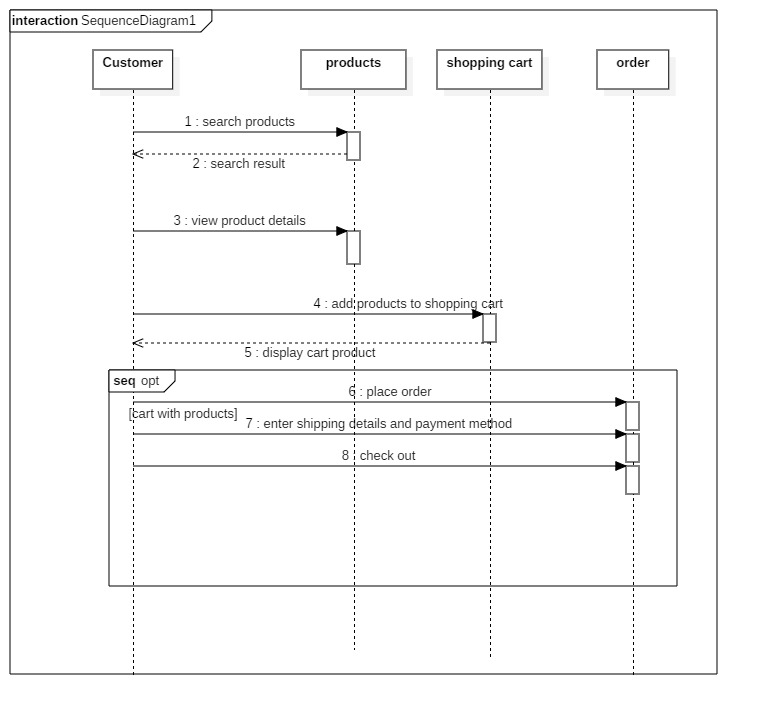 interaction SequenceDiagram1
Customer
products
shopping cart
order
1 : search products
2 : search result
3 : view product details
4 : add products to shopping cart
5 : display cart product
seq opt
6 : place order
[cart with products]
7 : enter shipping details and payment method
8 : check out